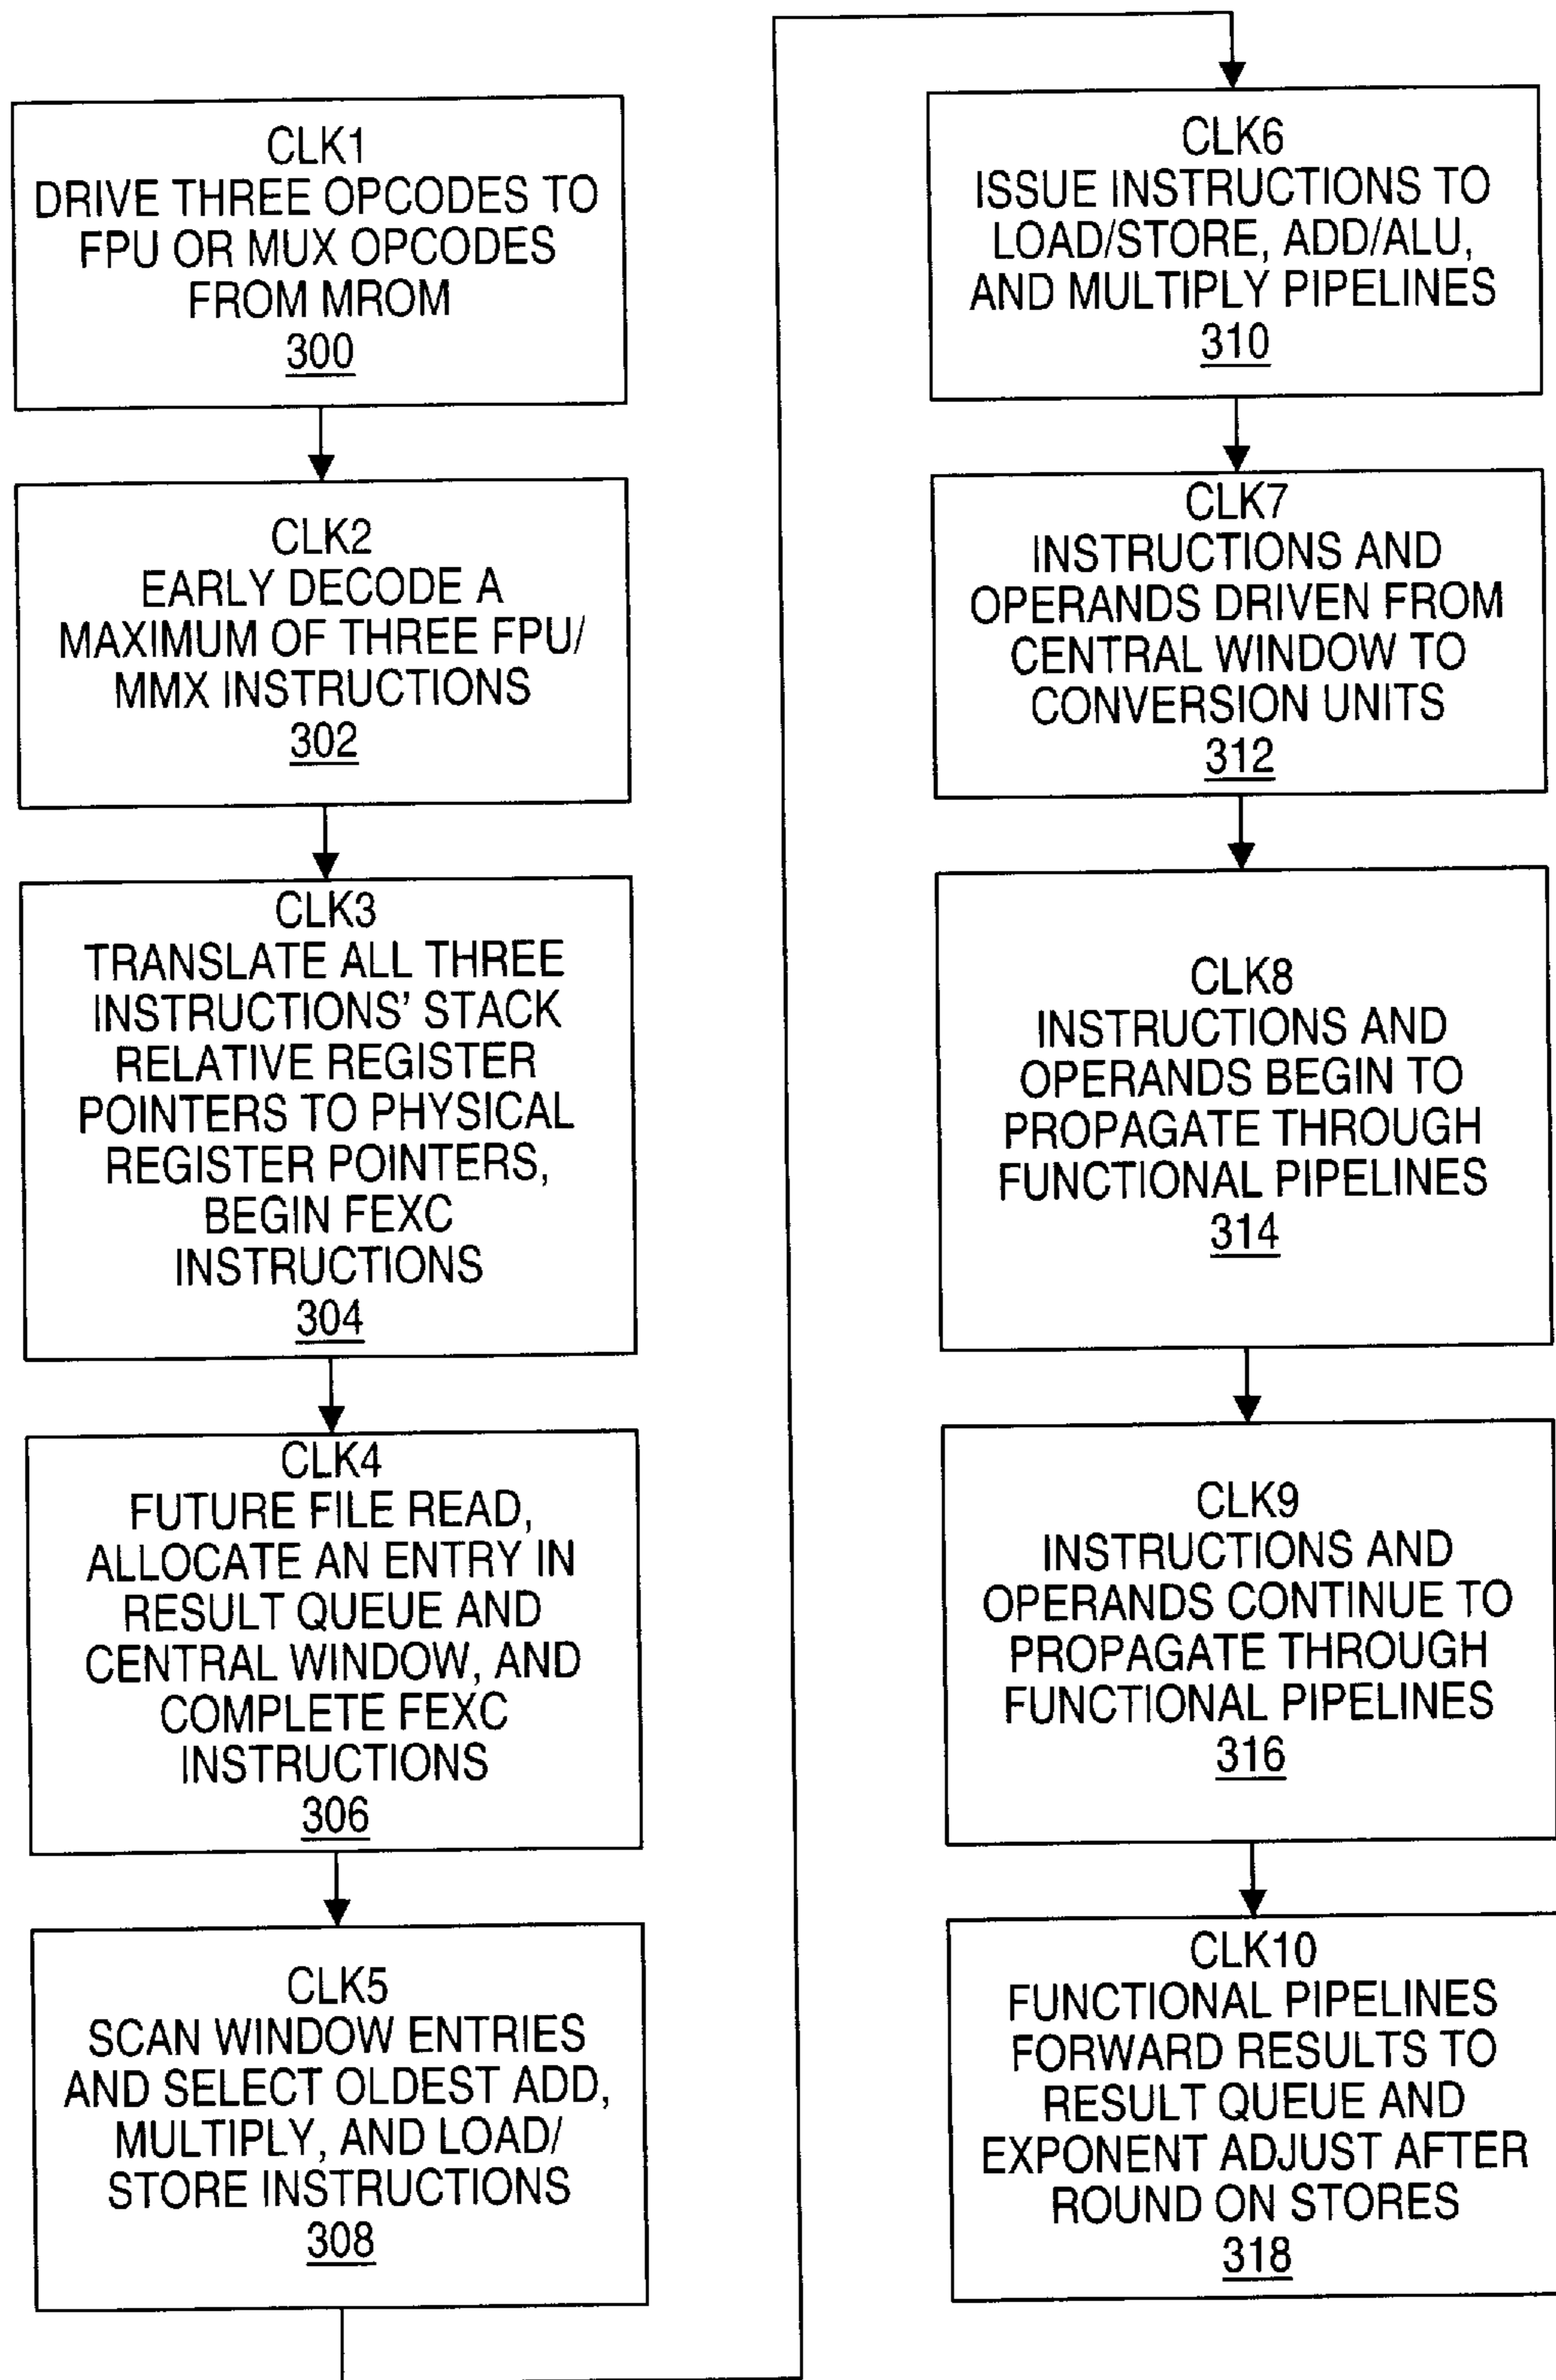 CLK1
DRIVE THREE OPCODES TO
FPU OR MUX OPCODES
FROM MROM
300
CLK2
EARLY DECODE A
MAXIMUM OF THREE FPU/
MMX INSTRUCTIONS
302
CLK3
TRANSLATE ALL THREE
INSTRUCTIONS' STACK
RELATIVE REGISTER
POINTERS TO PHYSICAL
REGISTER POINTERS,
BEGIN FEXC
INSTRUCTIONS
304
CLK4
FUTURE FILE READ,
ALLOCATE AN ENTRY IN
RESULT QUEUE AND
CENTRAL WINDOW, AND
COMPLETE FEXC
INSTRUCTIONS
306
CLK5
SCAN WINDOW ENTRIES
AND SELECT OLDEST ADD,
MULTIPLY, AND LOAD/
STORE INSTRUCTIONS
308
CLK6
ISSUE INSTRUCTIONS TO
LOAD/STORE, ADD/ALU,
AND MULTIPLY PIPELINES
310
CLK7
INSTRUCTIONS AND
OPERANDS DRIVEN FROM
CENTRAL WINDOW TO
CONVERSION UNITS
312
CLK8
INSTRUCTIONS AND
OPERANDS BEGIN TO
PROPAGATE THROUGH
FUNCTIONAL PIPELINES
314
CLK9
INSTRUCTIONS AND
OPERANDS CONTINUE TO
PROPAGATE THROUGH
FUNCTIONAL PIPELINES
316
CLK10
FUNCTIONAL PIPELINES
FORWARD RESULTS TO
RESULT QUEUE AND
EXPONENT ADJUST AFTER
ROUND ON STORES
318